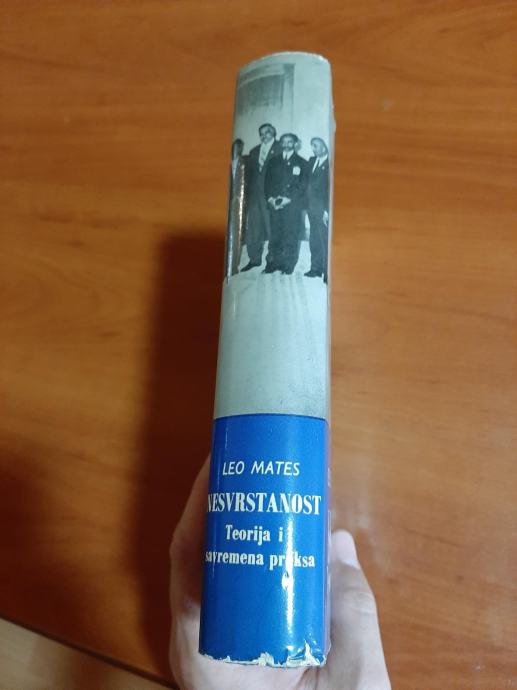 LEO MATES
NESVRSTANOST
Teorija i
savremena praksa